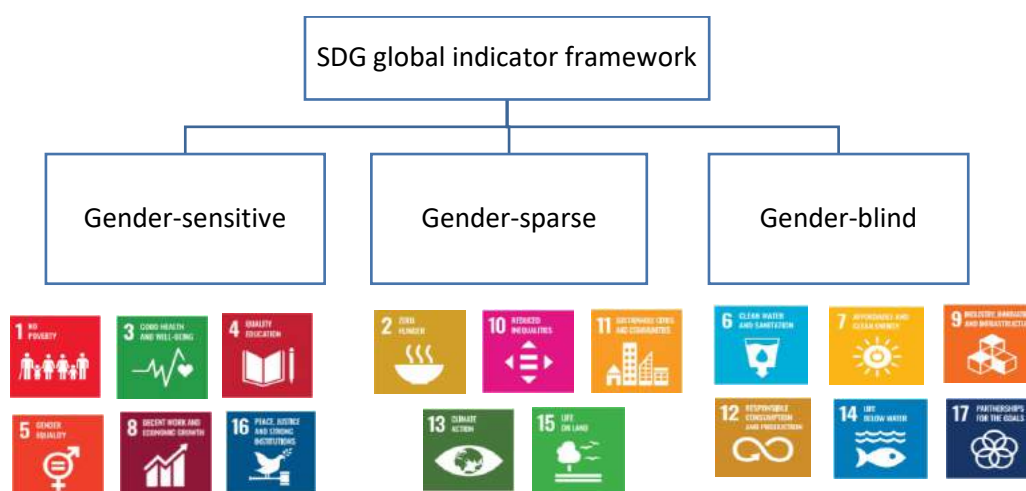 SDG global indicator framework
Gender-sensitive
Gender-sparse
Gender-blind
1 NO
POVERTY
3 GOOD HEALTH
AND WELL-BEING
4 QUALITY
EDUCATION
5 GENDER
EQUALITY
8 DECENT WORK AND
ECONOMIC GROWTH
16 PEACE, JUSTICE
AND STRONG
INSTITUTIONS
2 ZERO
HUNGER
10 REDUCED
INEQUALITIES
11 SUSTAINABLE CITIES
AND COMMUNITIES
13 CLIMATE
ACTION
15 LIFE
ON LAND
6 CLEAN WATER
AND SANITATION
7 AFFORDABLE AND
CLEAN ENERGY
9 INDUSTRY,
AND
12 RESPONSIBLE
CONSUMPTION
AND PRODUCTION
14 LIFE
BELOW WATER
17 PARTNERSHIPS
FOR THE GOALS